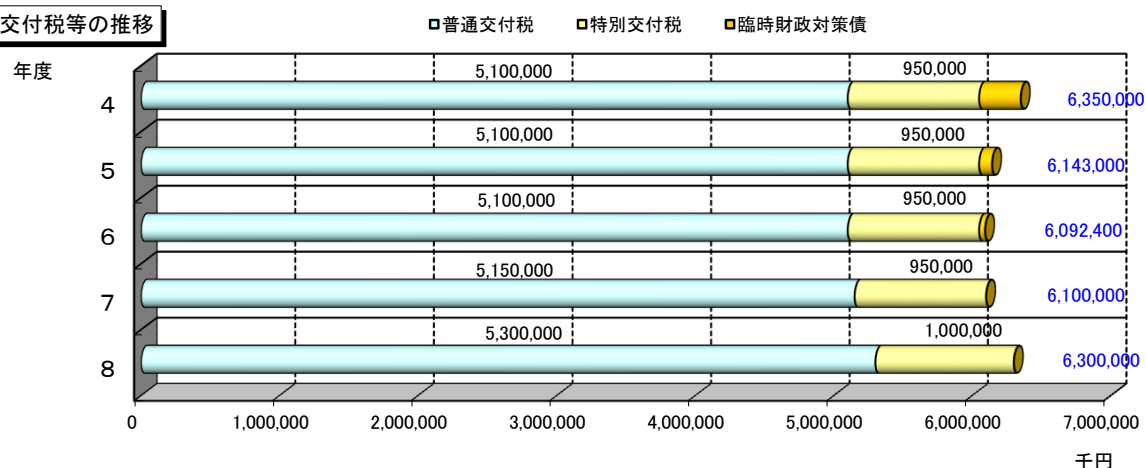 交付税等の推移
普通交付税 特別交付税 臨時財政対策債
年度
4 5,100,000 950,000 6,350,000
5 5,100,000 950,000 6,143,000
6 5,100,000 950,000 6,092,400
7 5,150,000 950,000 6,100,000
8 5,300,000 1,000,000 6,300,000
0 1,000,000 2,000,000 3,000,000 4,000,000 5,000,000 6,000,000 7,000,000
千円